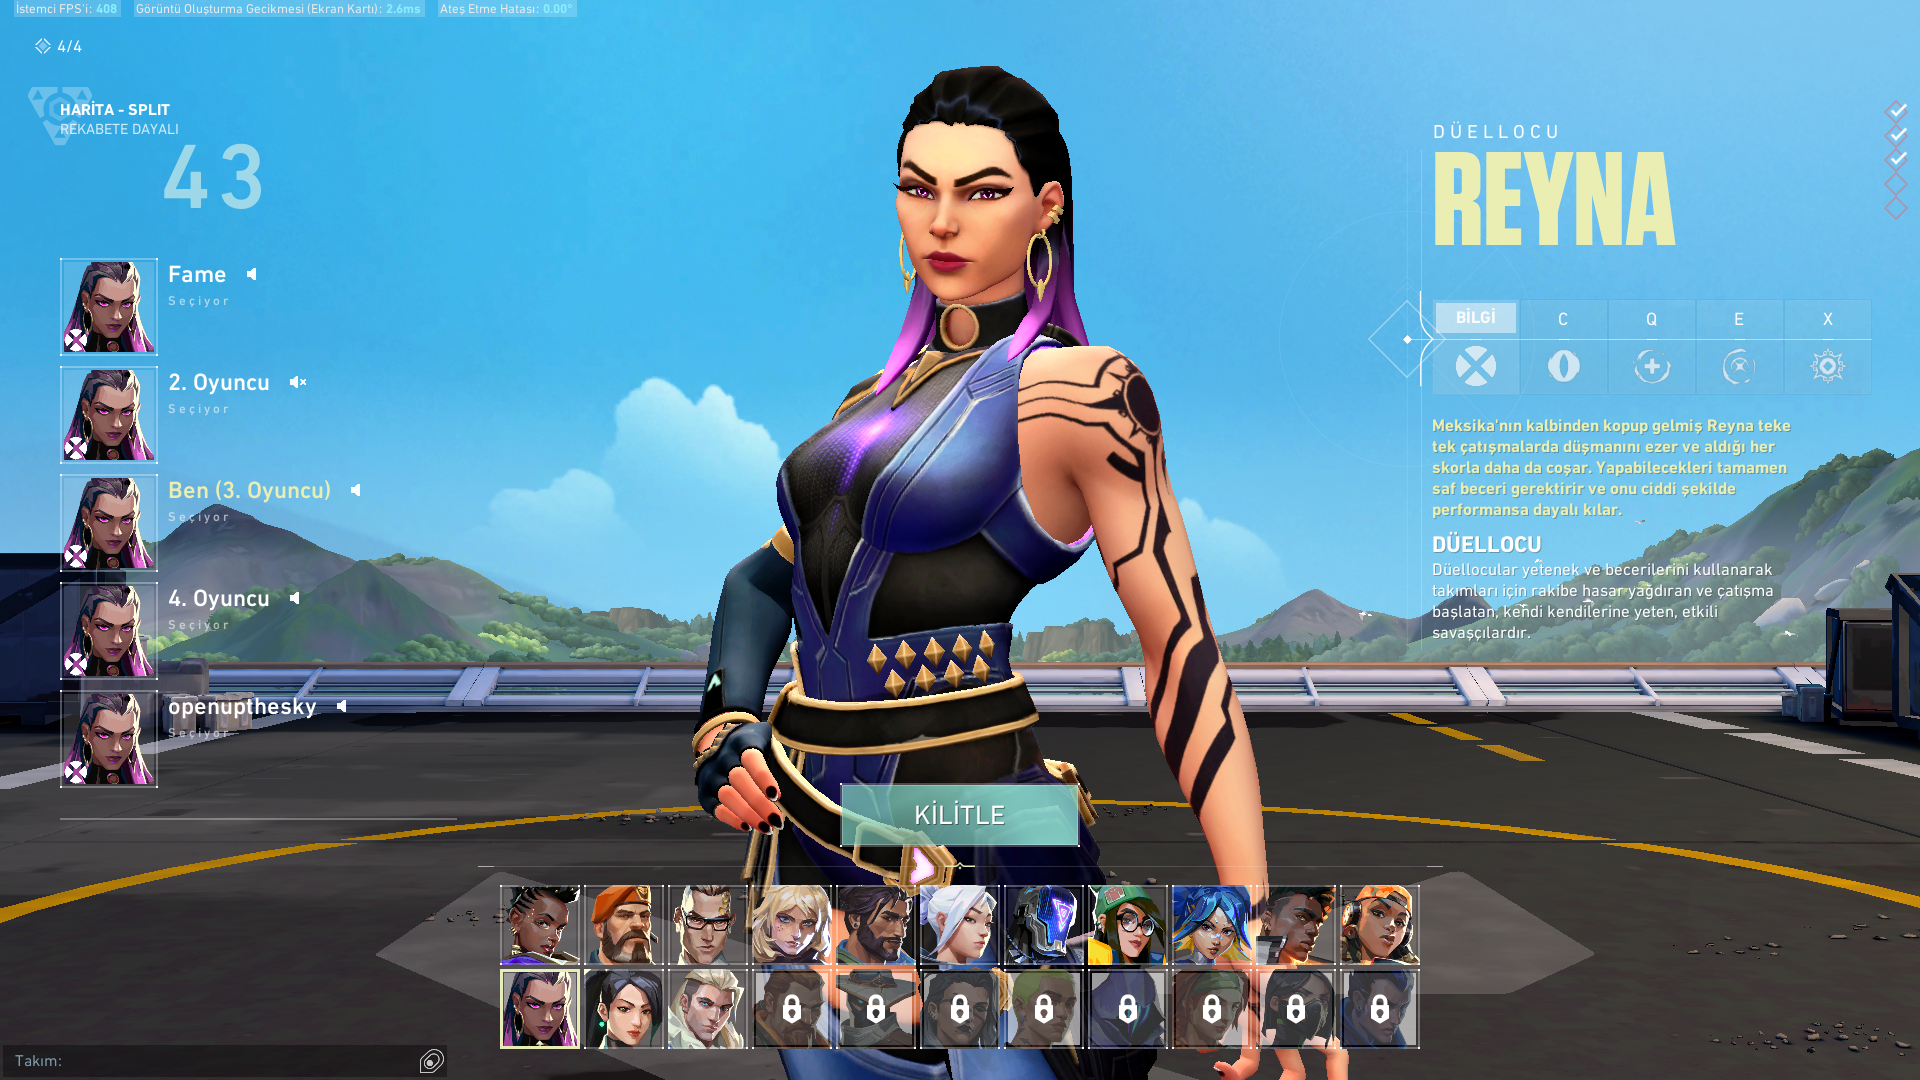 İstemci FPS'i: 408 Görüntü Oluşturma Gecikmesi (Ekran Kartı): 2.6ms Ateş Etme Hatası: 0.00°
4/4
HARİTA - SPLIT
REKABETE DAYALI
43
Fame
Seçiyor
2. Oyuncu
Seçiyor
Ben (3. Oyuncu)
Seçiyor
4. Oyuncu
Seçiyor
openupthesky
Seçiyor
DÜELLOCU
REYNA
BİLGİ C Q E X
Meksika'nın kalbinden kopup gelmiş Reyna teke
tek çatışmalarda düşmanını ezer ve aldığı her
skorla daha da coşar. Yapabilecekleri tamamen
saf beceri gerektirir ve onu ciddi şekilde
performansa dayalı kılar.
DÜELLOCU
Düellocular yetenek ve becerilerini kullanarak
takımları için rakibe hasar yağdıran ve çatışma
başlatan, kendi kendilerine yeten, etkili
savaşçılardır.
KİLİTLE
Takım: